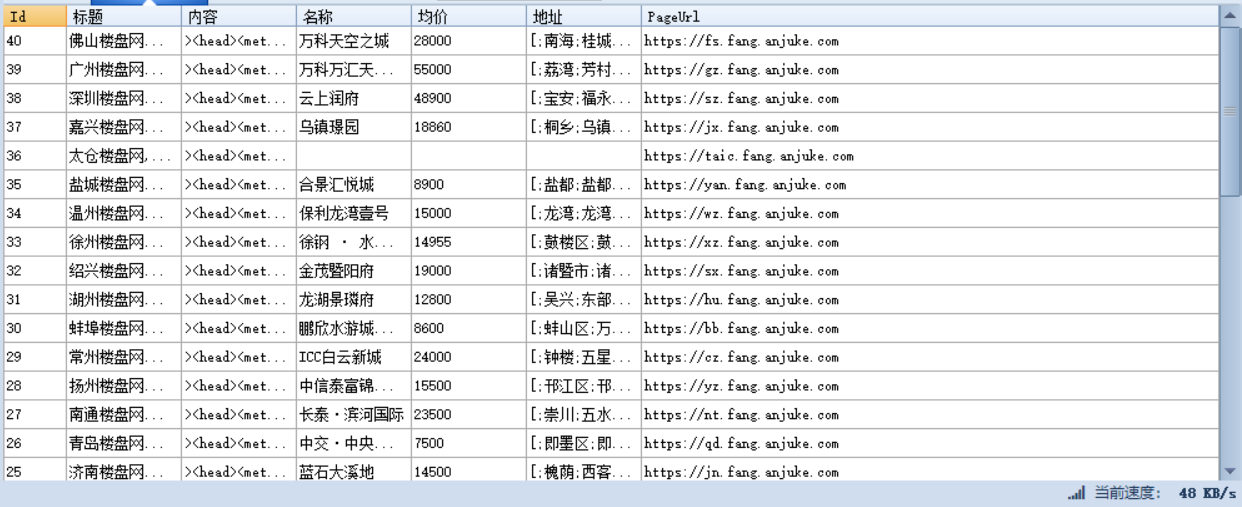 Id 标题 内容 名称 均价 地址 PageUrl
40 佛山楼盘网... ><head><met... 万科天空之城 28000 [;南海;桂城... https://fs.fang.anjuke.com
39 广州楼盘网... ><head><met... 万科万汇天... 55000 [;荔湾;芳村... https://gz.fang.anjuke.com
38 深圳楼盘网... ><head><met... 云上润府 48900 [;宝安;福永... https://sz.fang.anjuke.com
37 嘉兴楼盘网... ><head><met... 乌镇璟园 18860 [;桐乡;乌镇... https://jx.fang.anjuke.com
36 太仓楼盘网,... ><head><met... https://taic.fang.anjuke.com
35 盐城楼盘网... ><head><met... 合景汇悦城 8900 [;盐都;盐都... https://yan.fang.anjuke.com
34 温州楼盘网... ><head><met... 保利龙湾壹号 15000 [;龙湾;龙湾... https://wz.fang.anjuke.com
33 徐州楼盘网... ><head><met... 徐钢 · 水... 14955 [;鼓楼区;鼓... https://xz.fang.anjuke.com
32 绍兴楼盘网... ><head><met... 金茂暨阳府 19000 [;诸暨市;诸... https://sx.fang.anjuke.com
31 湖州楼盘网... ><head><met... 龙湖景璘府 12800 [;吴兴;东部... https://hu.fang.anjuke.com
30 蚌埠楼盘网... ><head><met... 鹏欣水游城... 8600 [;蚌山区;万... https://bb.fang.anjuke.com
29 常州楼盘网... ><head><met... ICC白云新城 24000 [;钟楼;五星... https://cz.fang.anjuke.com
28 扬州楼盘网... ><head><met... 中信泰富锦... 15500 [;邗江区;邗... https://yz.fang.anjuke.com
27 南通楼盘网... ><head><met... 长泰·滨河国际 23500 [;崇川;五水... https://nt.fang.anjuke.com
26 青岛楼盘网... ><head><met... 中交·中央... 7500 [;即墨区;即... https://qd.fang.anjuke.com
25 济南楼盘网... ><head><met... 蓝石大溪地 14500 [;槐荫;西客... https://jn.fang.anjuke.com
当前速度: 48 KB/s